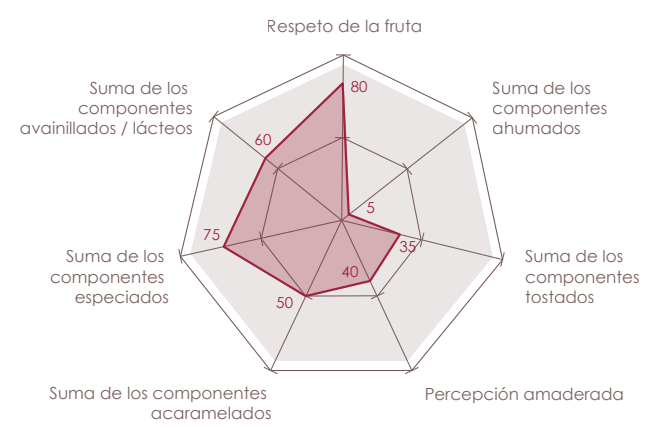 Respeto de la fruta
80
Suma de los
componentes
ahumados
5
Suma de los
componentes
tostados
35
Percepción amaderada
40
Suma de los componentes
acaramelados
50
Suma de los
componentes
especiados
75
Suma de los
componentes
avainillados / lácteos
60